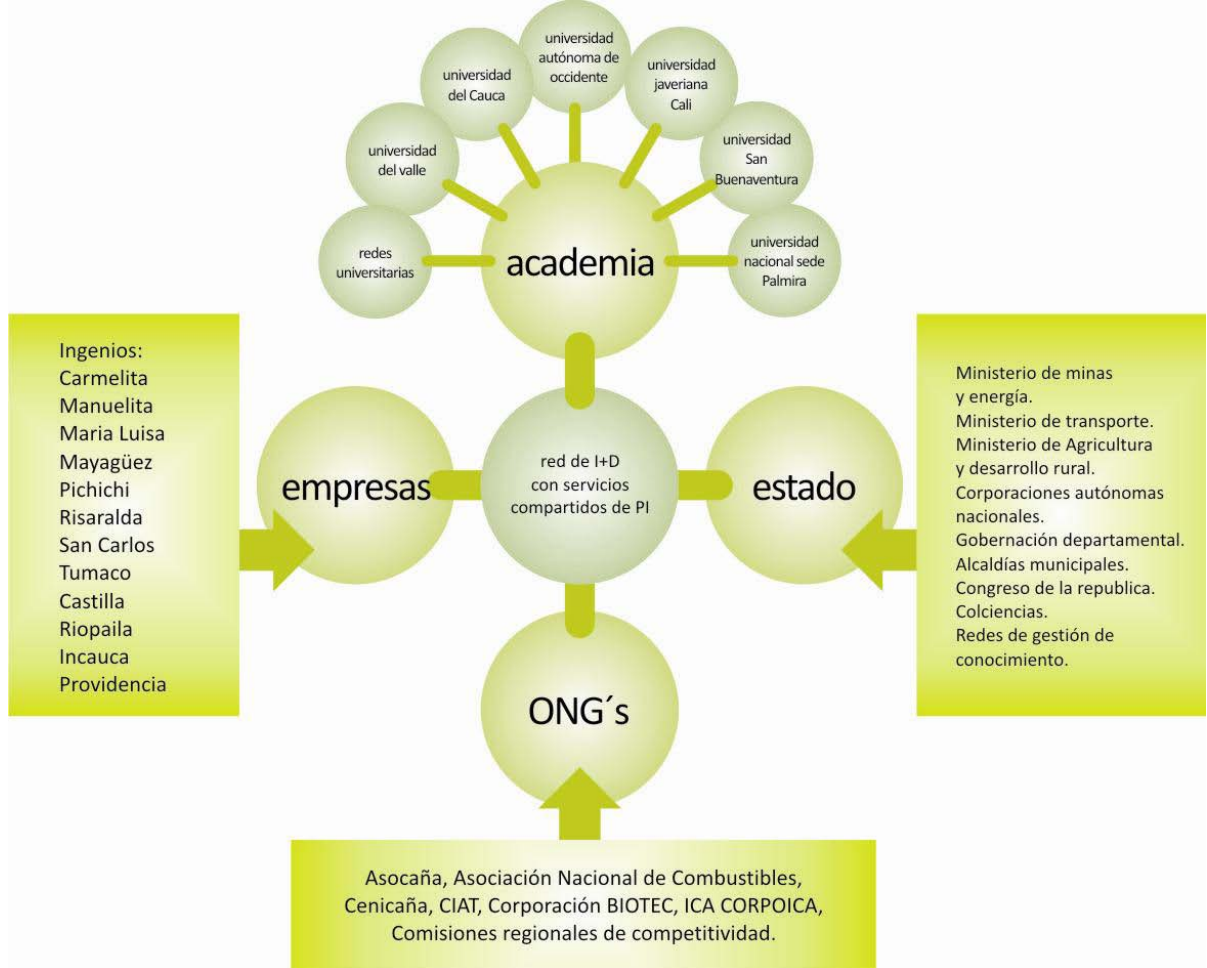 universidad
autónoma de
occidente
universidad
del Cauca
universidad
javeriana
Cali
universidad
del valle
universidad
San
Buenaventura
redes
universitarias
academia
universidad
nacional sede
Palmira
Ingenios:
Carmelita
Manuelita
Maria Luisa
Mayagüez
Pichichi
Risaralda
San Carlos
Tumaco
Castilla
Riopaila
Incauca
Providencia
empresas
red de I+D
con servicios
compartidos de PI
estado
Ministerio de minas
y energía.
Ministerio de transporte.
Ministerio de Agricultura
y desarrollo rural.
Corporaciones autónomas
nacionales.
Gobernación departamental.
Alcaldías municipales.
Congreso de la republica.
Colciencias.
Redes de gestión de
conocimiento.
ONG´s
Asocaña, Asociación Nacional de Combustibles,
Cenicaña, CIAT, Corporación BIOTEC, ICA CORPOICA,
Comisiones regionales de competitividad.